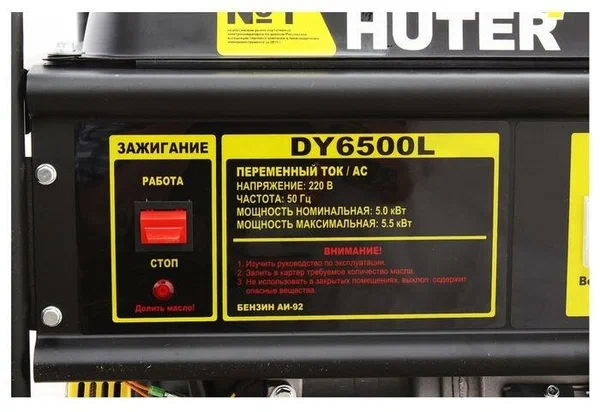 №1
HUTER
ЗАЖИГАНИЕ
РАБОТА
СТОП
Долить масло!
DY6500L
ПЕРЕМЕННЫЙ ТОК / AC
НАПРЯЖЕНИЕ: 220 В
ЧАСТОТА: 50 Гц
МОЩНОСТЬ НОМИНАЛЬНАЯ: 5.0 кВт
МОЩНОСТЬ МАКСИМАЛЬНАЯ: 5.5 кВт
ВНИМАНИЕ!
1. Изучить руководство по эксплуатации.
2. Залить в картер требуемое количество масла.
3. Не использовать в закрытых помещениях, выхлоп содержит
опасные вещества.
БЕНЗИН АИ-92